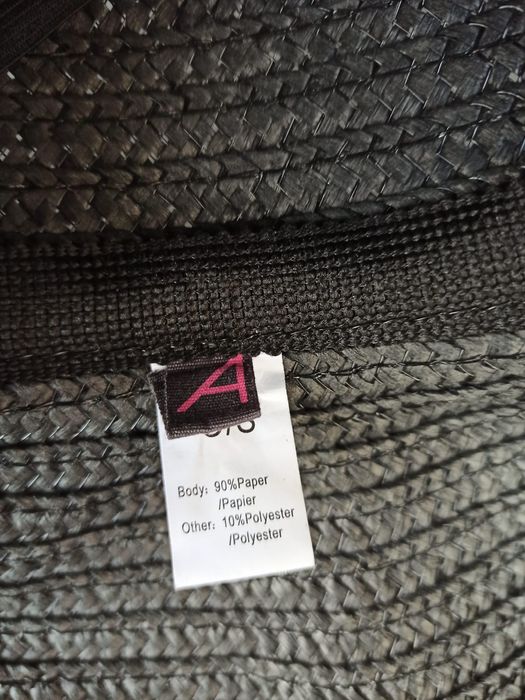 A
Body: 90%Paper
/Papier
Other: 10%Polyester
/Polyester